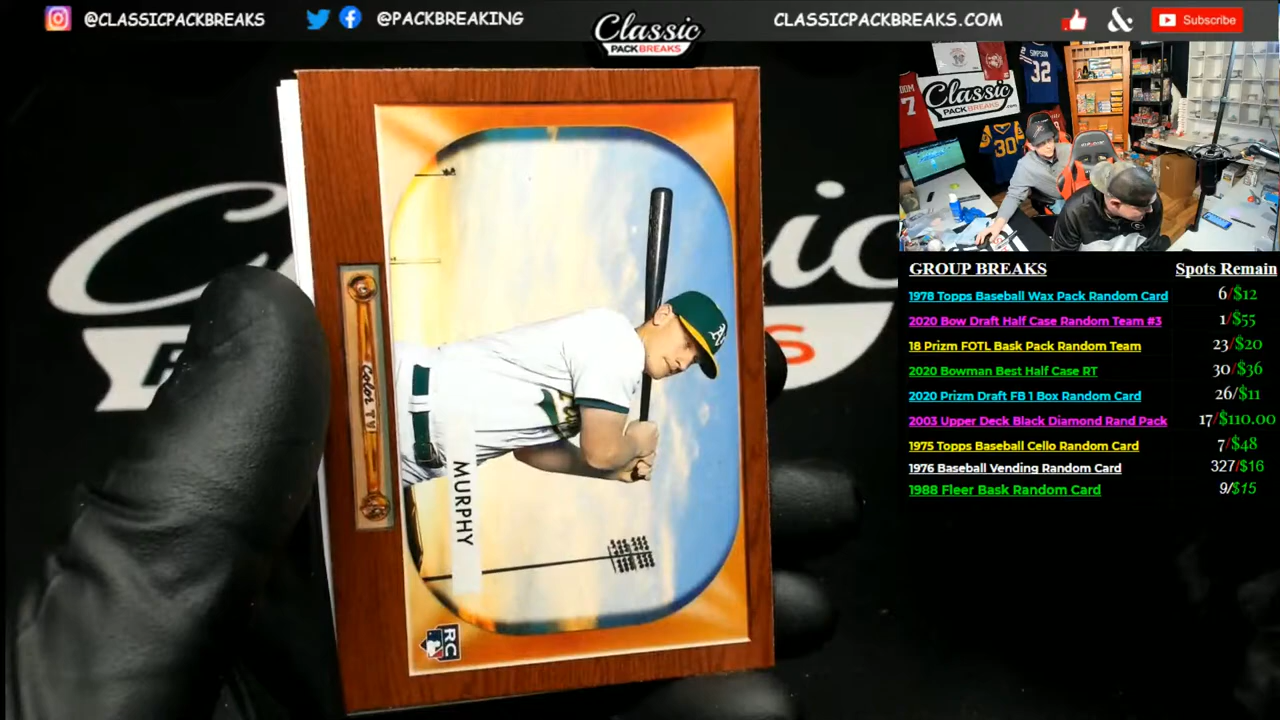 @CLASSICPACKBREAKS
@PACKBREAKING
Classic
PACK BREAKS
CLASSICPACKBREAKS.COM
Subscribe
Color TV
MURPHY
A's
RC
SIMPSON
32
7
30
Classic
PACK BREAKS
.com
GROUP BREAKS Spots Remain
1978 Topps Baseball Wax Pack Random Card 6/$12
2020 Bow Draft Half Case Random Team #3 1/$55
18 Prizm FOTL Bask Pack Random Team 23/$20
2020 Bowman Best Half Case RT 30/$36
2020 Prizm Draft FB 1 Box Random Card 26/$11
2003 Upper Deck Black Diamond Rand Pack 17/$110.00
1975 Topps Baseball Cello Random Card 7/$48
1976 Baseball Vending Random Card 327/$16
1988 Fleer Bask Random Card 9/$15